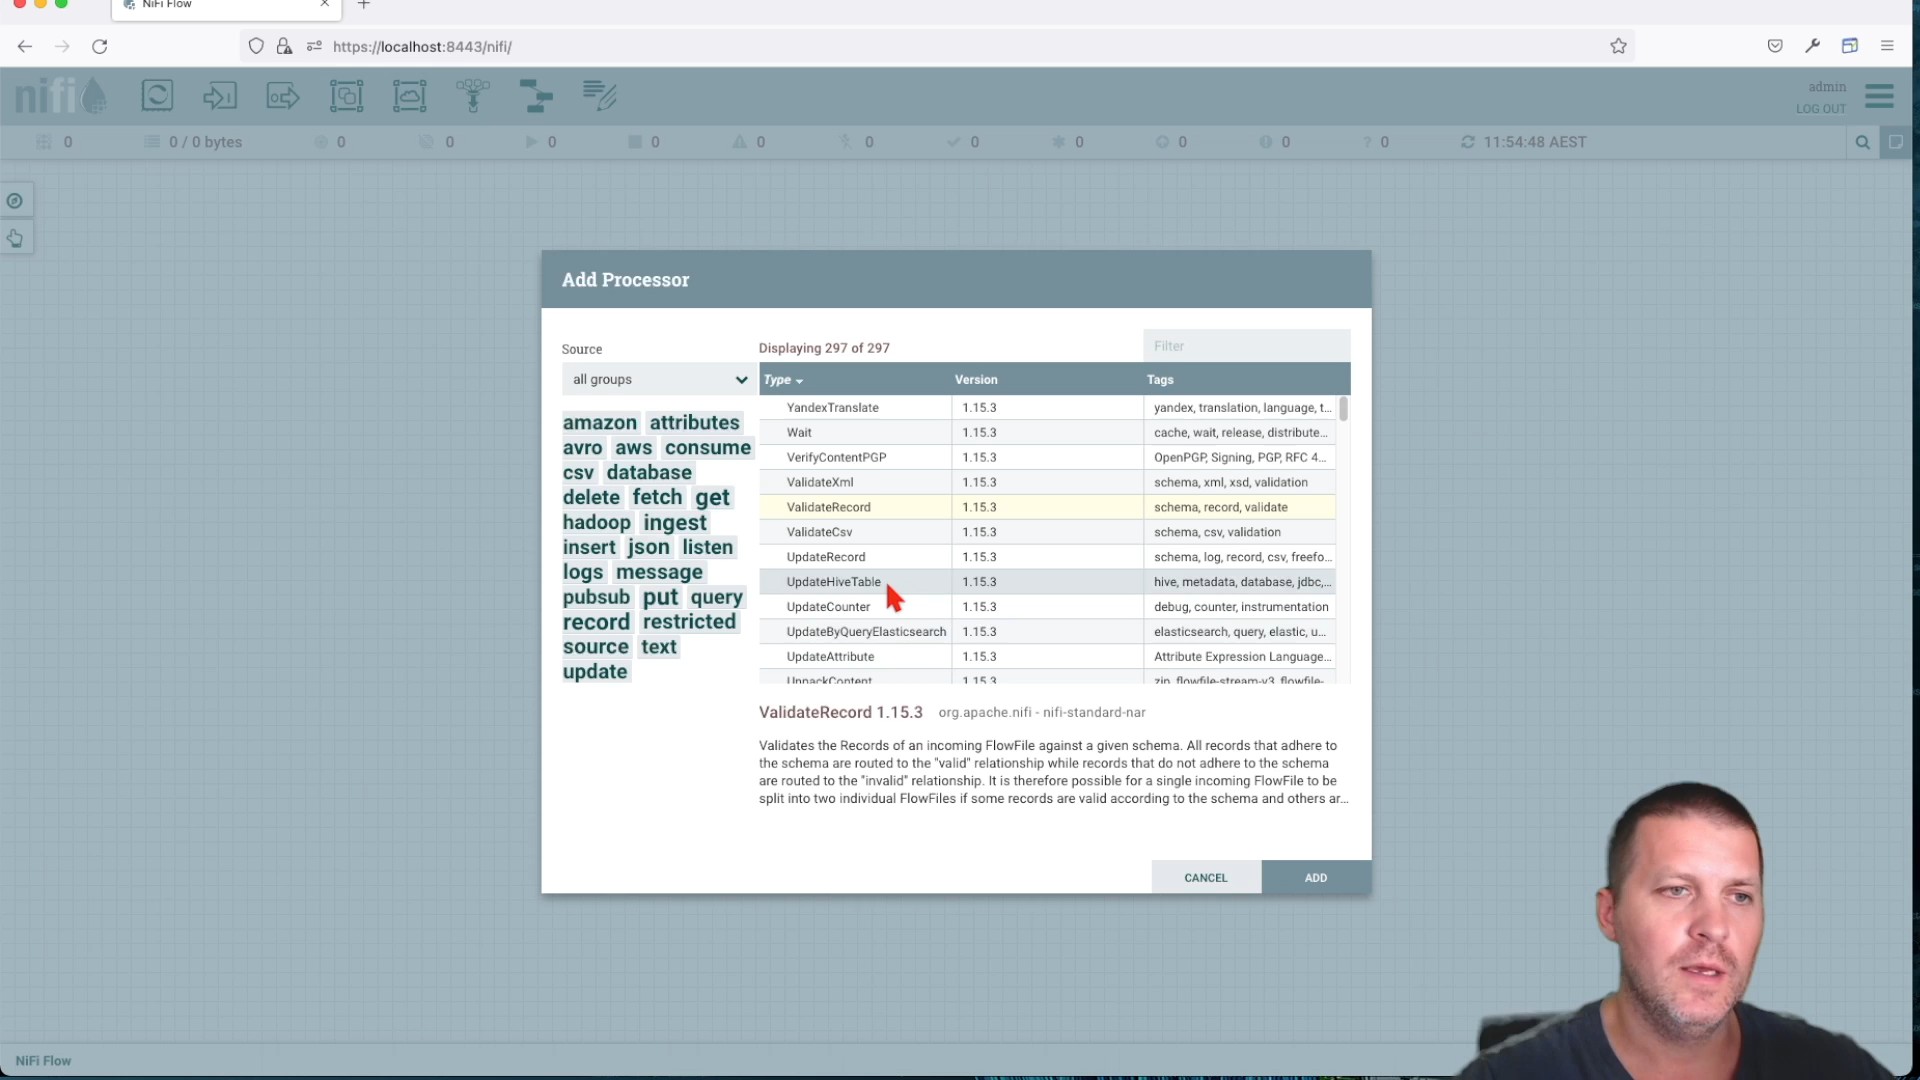 NiFi Flow
https://localhost:8443/nifi/
nifi
admin
LOG OUT
0
0 / 0 bytes
0
0
0
0
0
0
0
0
0
0
? 0
11:54:48 AEST
Add Processor
Source
Displaying 297 of 297
Filter
all groups
Type Version Tags
amazon attributes
avro aws consume
csv database
delete fetch get
hadoop ingest
insert json listen
logs message
pubsub put query
record restricted
source text
update
YandexTranslate 1.15.3 yandex, translation, language, t...
Wait 1.15.3 cache, wait, release, distribute...
VerifyContentPGP 1.15.3 OpenPGP, Signing, PGP, RFC 4...
ValidateXml 1.15.3 schema, xml, xsd, validation
ValidateRecord 1.15.3 schema, record, validate
ValidateCsv 1.15.3 schema, csv, validation
UpdateRecord 1.15.3 schema, log, record, csv, freefo...
UpdateHiveTable 1.15.3 hive, metadata, database, jdbc,...
UpdateCounter 1.15.3 debug, counter, instrumentation
UpdateByQueryElasticsearch 1.15.3 elasticsearch, query, elastic, u...
UpdateAttribute 1.15.3 Attribute Expression Language...
UnpackContent 1.15.3 zip, flowfile-stream-v3, flowfile-
ValidateRecord 1.15.3 org.apache.nifi - nifi-standard-nar
Validates the Records of an incoming FlowFile against a given schema. All records that adhere to
the schema are routed to the "valid" relationship while records that do not adhere to the schema
are routed to the "invalid" relationship. It is therefore possible for a single incoming FlowFile to be
split into two individual FlowFiles if some records are valid according to the schema and others ar...
CANCEL
ADD
NiFi Flow